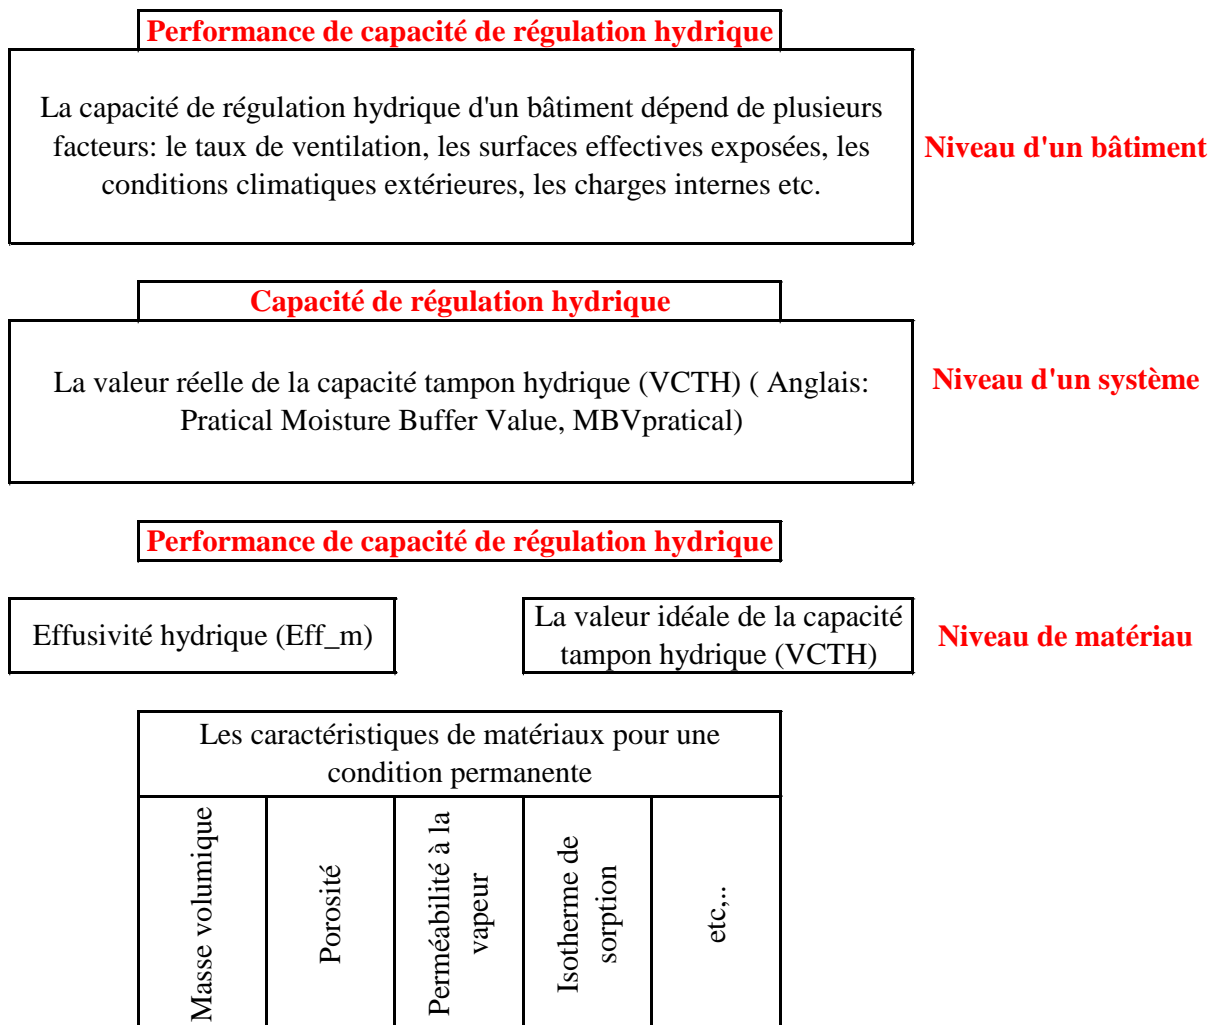 Performance de capacité de régulation hydrique
La capacité de régulation hydrique d'un bâtiment dépend de plusieurs
facteurs: le taux de ventilation, les surfaces effectives exposées, les
conditions climatiques extérieures, les charges internes etc.
Niveau d'un bâtiment
Capacité de régulation hydrique
La valeur réelle de la capacité tampon hydrique (VCTH) ( Anglais:
Pratical Moisture Buffer Value, MBVpratical)
Niveau d'un système
Performance de capacité de régulation hydrique
Effusivité hydrique (Eff_m)
La valeur idéale de la capacité
tampon hydrique (VCTH)
Niveau de matériau
Les caractéristiques de matériaux pour une
condition permanente
Masse volumique
Porosité
Perméabilité à la
vapeur
Isotherme de
sorption
etc,..